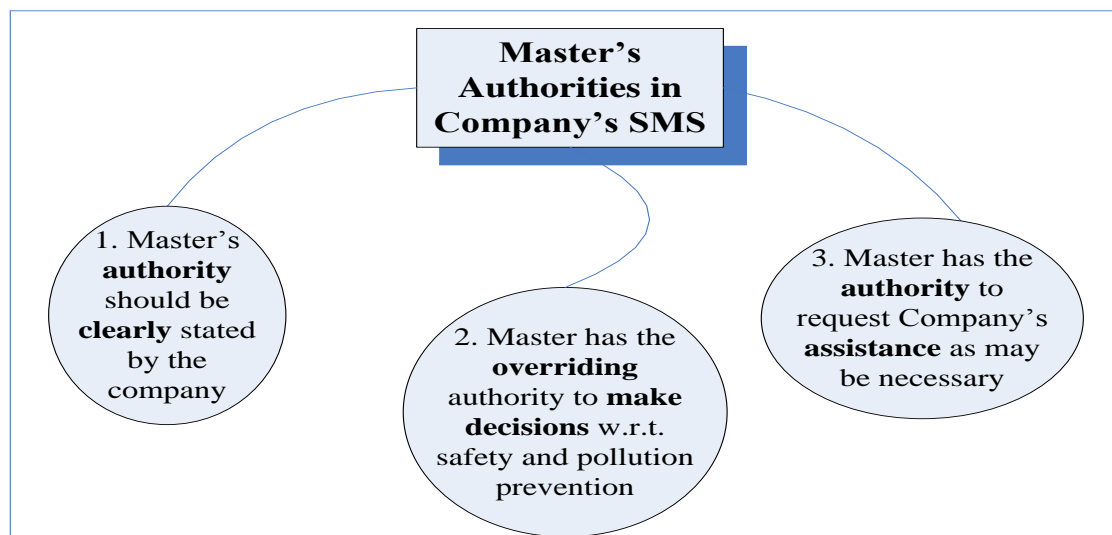 Master’s
Authorities in
Company’s SMS
1. Master’s
authority
should be
clearly stated
by the
company
2. Master has the
overriding
authority to make
decisions w.r.t.
safety and pollution
prevention
3. Master has the
authority to
request Company’s
assistance as may
be necessary